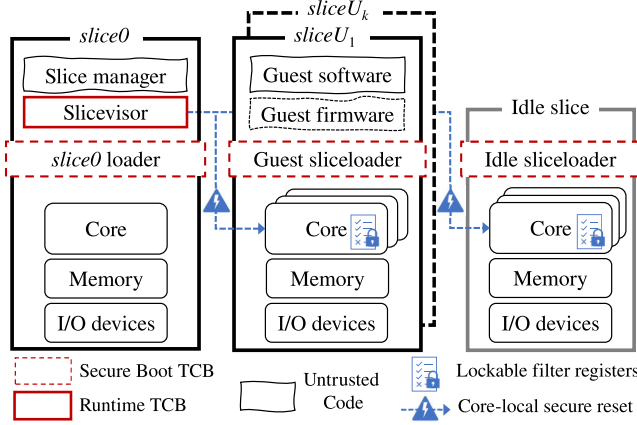 sliceU_k
slice0
sliceU_1
Slice manager
Guest software
Slicevisor
Guest firmware
Idle slice
slice0 loader
Guest sliceloader
Idle sliceloader
Core
Core
Core
Memory
Memory
Memory
I/O devices
I/O devices
I/O devices
Secure Boot TCB
Untrusted
Code
Lockable filter registers
Runtime TCB
Core-local secure reset